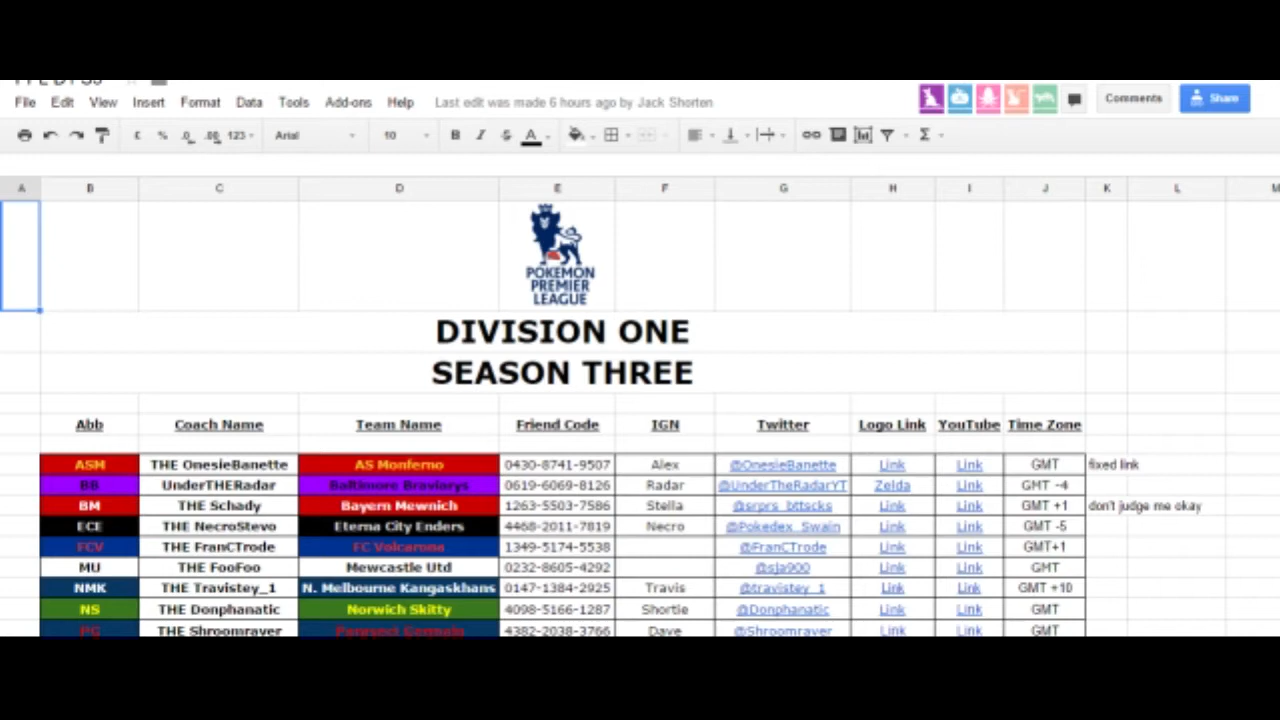 File Edit View Insert Format Data Tools Add-ons Help Last edit was made 6 hours ago by Jack Shorten Comments Share
£ % .0 .00 123 Arial 10 B I S A Σ
A B C D E F G H I J K L M
POKEMON
PREMIER
LEAGUE
DIVISION ONE
SEASON THREE
Abb Coach Name Team Name Friend Code IGN Twitter Logo Link YouTube Time Zone
ASM THE OnesieBanette AS Monferno 0430-8741-9507 Alex @OnesieBanette Link Link GMT fixed link
BB UnderTHERadar Baltimore Braviarys 0619-6069-8126 Radar @UnderTheRadarYT Zelda Link GMT -4
BM THE Schady Bayern Mewnich 1263-5503-7586 Stella @srprs_bttscks Link Link GMT +1 don't judge me okay
ECE THE NecroStevo Eterna City Enders 4468-2011-7819 Necro @Pokedex_Swain Link Link GMT -5
FCV THE FranCTrode FC Volcarona 1349-5174-5538 @FranCTrode Link Link GMT+1
MU THE FooFoo Mewcastle Utd 0232-8605-4292 @sja900 Link Link GMT
NMK THE Travistey_1 N. Melbourne Kangaskhans 0147-1384-2925 Travis @travistey_1 Link Link GMT +10
NS THE Donphanatic Norwich Skitty 4098-5166-1287 Shortie @Donphanatic Link Link GMT
PG THE Shroomraver 4382-2038-3766 Dave @Shroomraver Link Link GMT